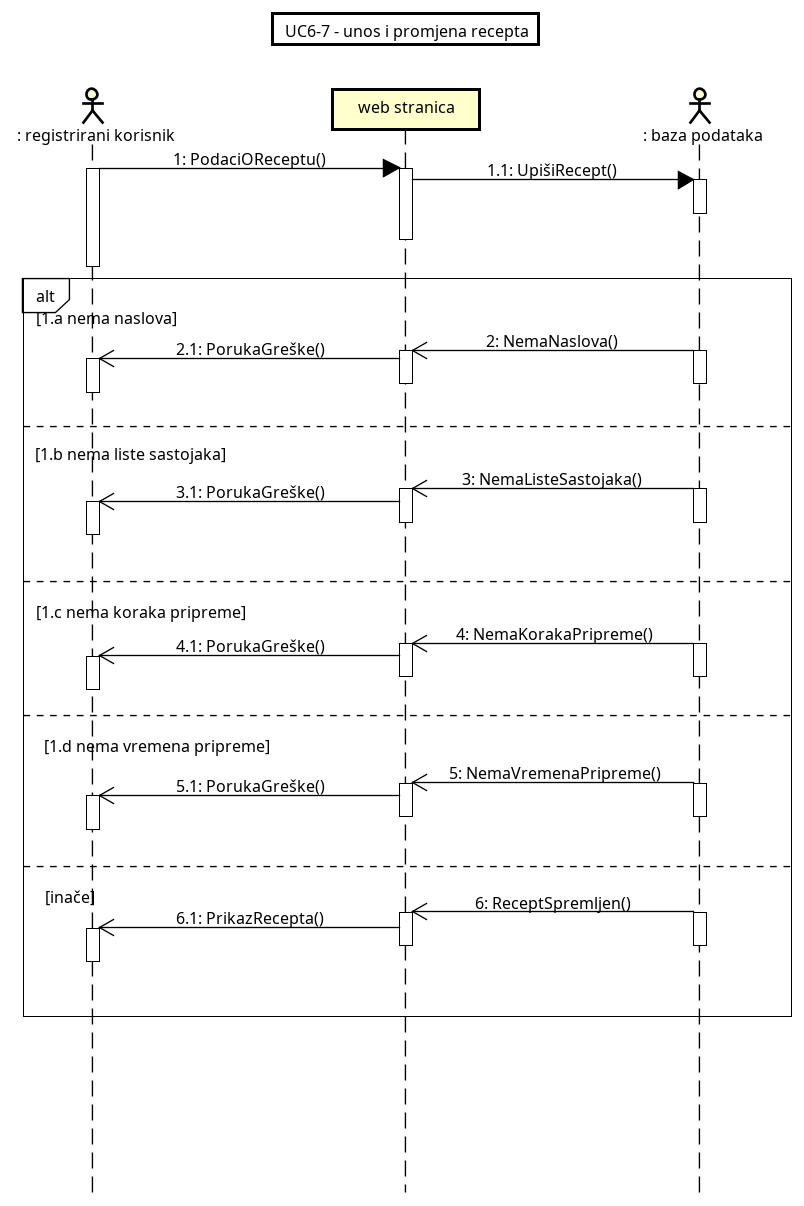 UC6-7 - unos i promjena recepta
: registrirani korisnik
web stranica
: baza podataka
1: PodaciOReceptu()
1.1: UpišiRecept()
alt
[1.a nema naslova]
2: NemaNaslova()
2.1: PorukaGreške()
[1.b nema liste sastojaka]
3: NemaListeSastojaka()
3.1: PorukaGreške()
[1.c nema koraka pripreme]
4: NemaKorakaPripreme()
4.1: PorukaGreške()
[1.d nema vremena pripreme]
5: NemaVremenaPripreme()
5.1: PorukaGreške()
[inače]
6: ReceptSpremljen()
6.1: PrikazRecepta()